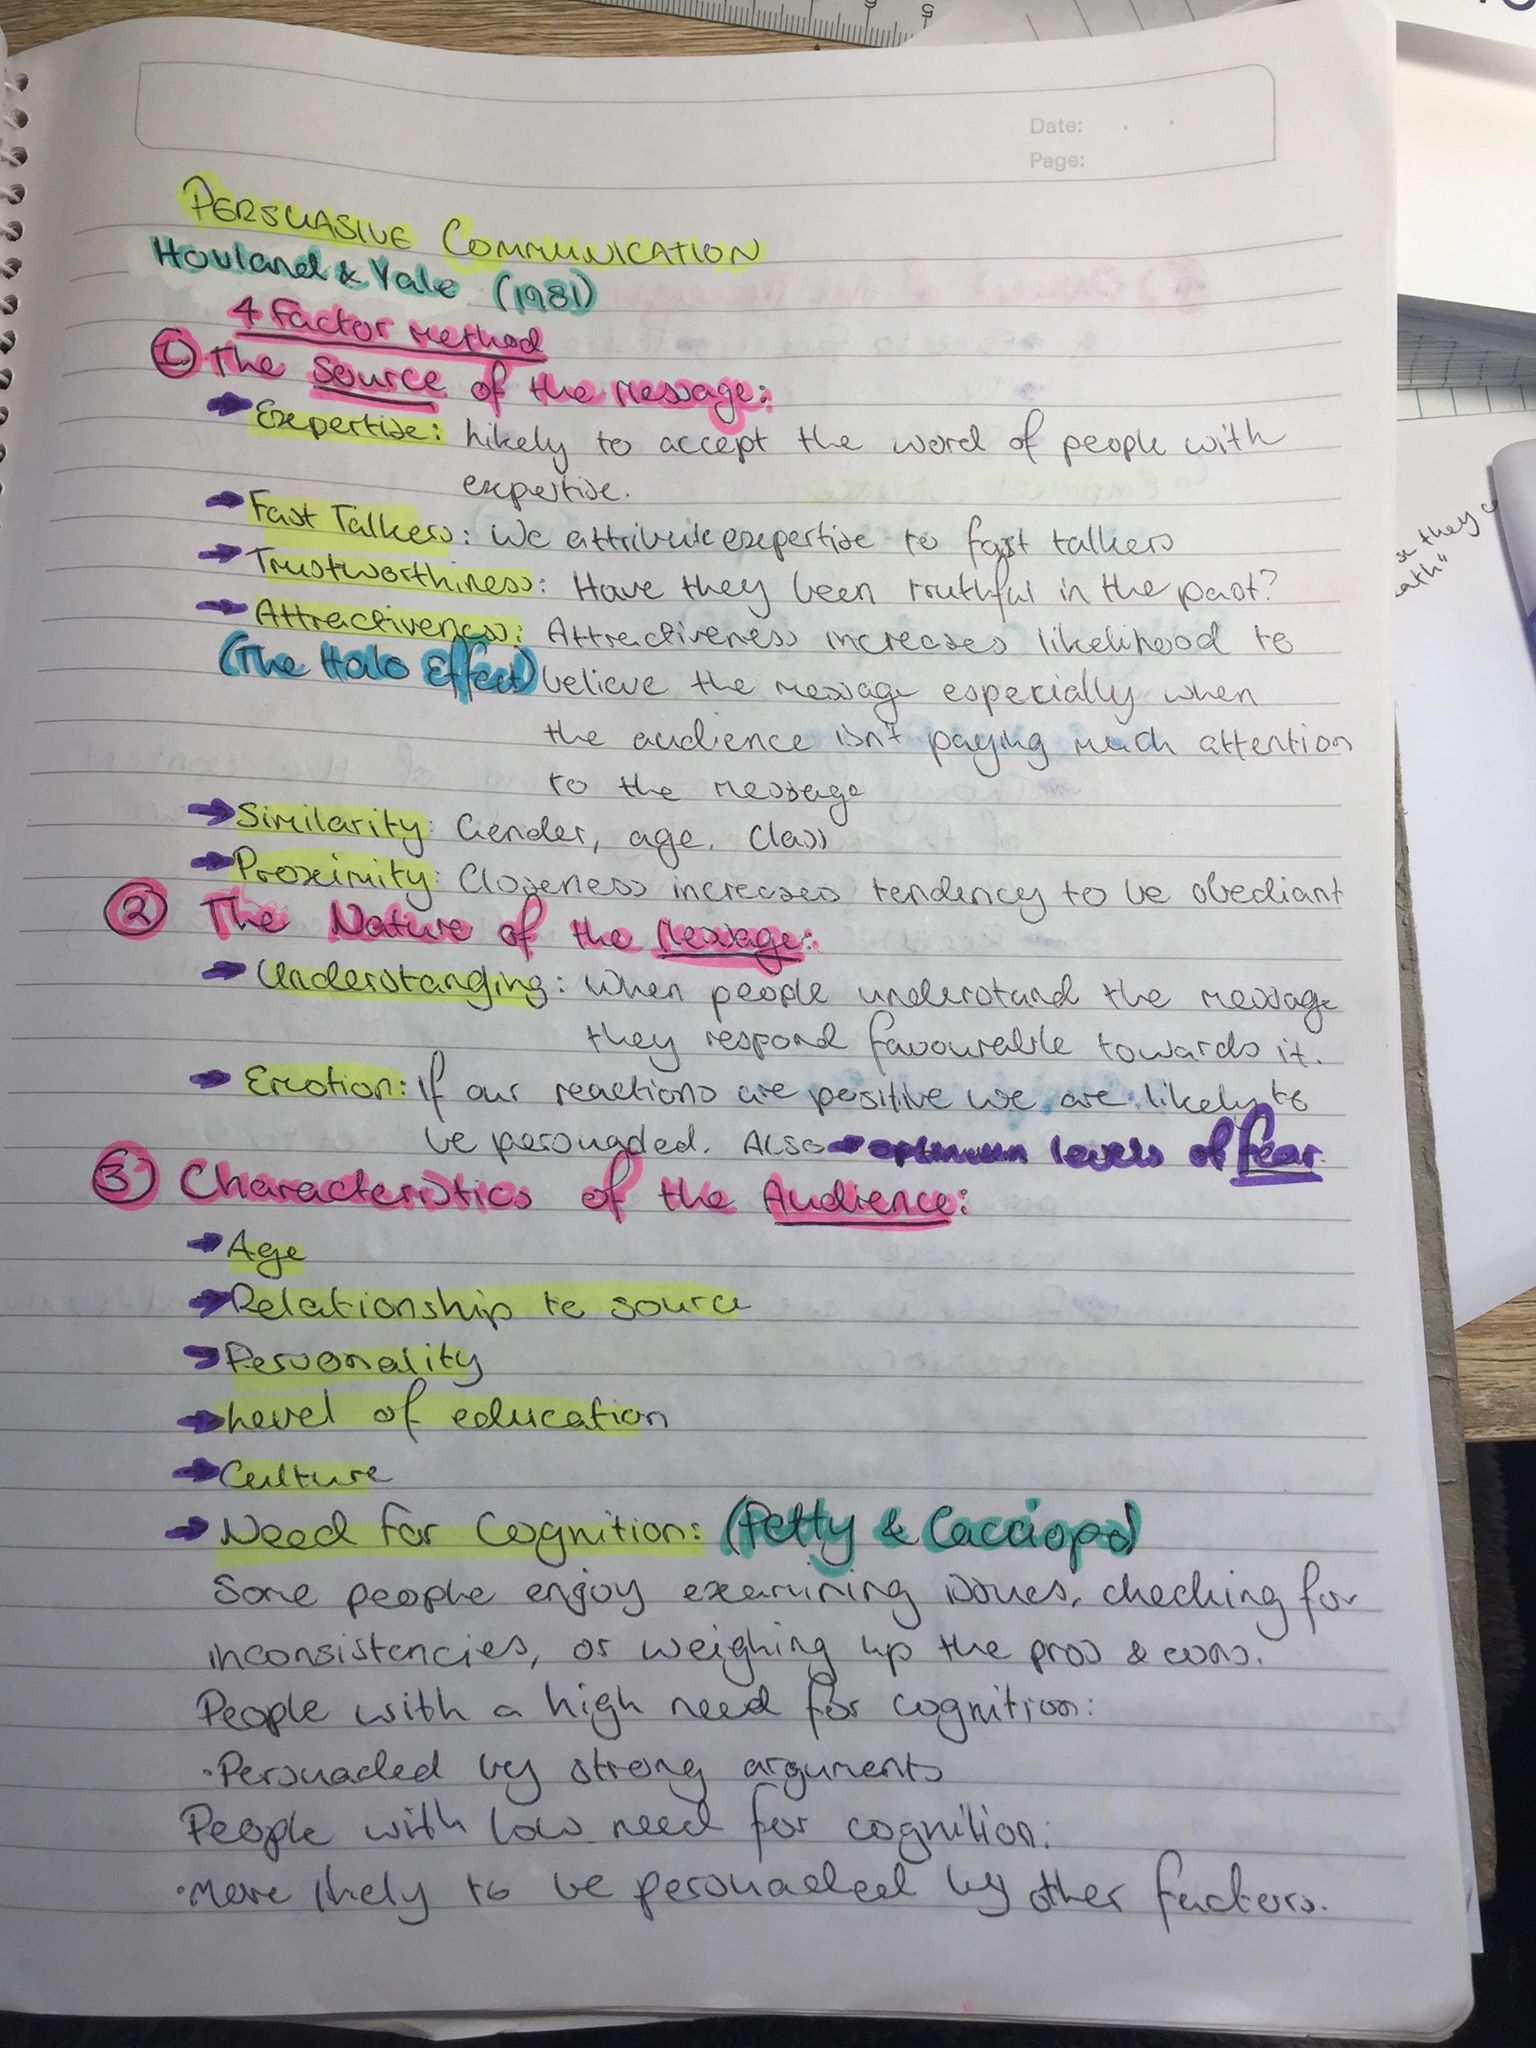 Date: . .
Page:
PERSUASIVE COMMUNICATION
Hovland & Yale (1981)
4 Factor Method
① The Source of the Message:
→ Expertise: Likely to accept the word of people with
expertise.
→ Fast Talkers: We attribute expertise to fast talkers
→ Trustworthiness: Have they been truthful in the past?
→ Attractiveness: Attractiveness increases likelihood to
(The Halo Effect) believe the message especially when
the audience isn't paying much attention
to the message
→ Similarity: Gender, age, Class
→ Proximity: Closeness increases tendency to be obediant
② The Nature of the Message:
→ Understanding: When people understand the message
they respond favourable towards it.
→ Emotion: If our reactions are positive we are likely to
be persuaded. Also → optimum levels of fear.
③ Characteristics of the Audience:
→ Age
→ Relationship to source
→ Personality
→ Level of education
→ Culture
→ Need for Cognition: (Petty & Cacciopo)
Some people enjoy examining issues, checking for
inconsistencies, or weighing up the pros & cons.
People with a high need for cognition:
· Persuaded by strong arguments
People with low need for cognition:
· More likely to be persuaded by other factors.
they